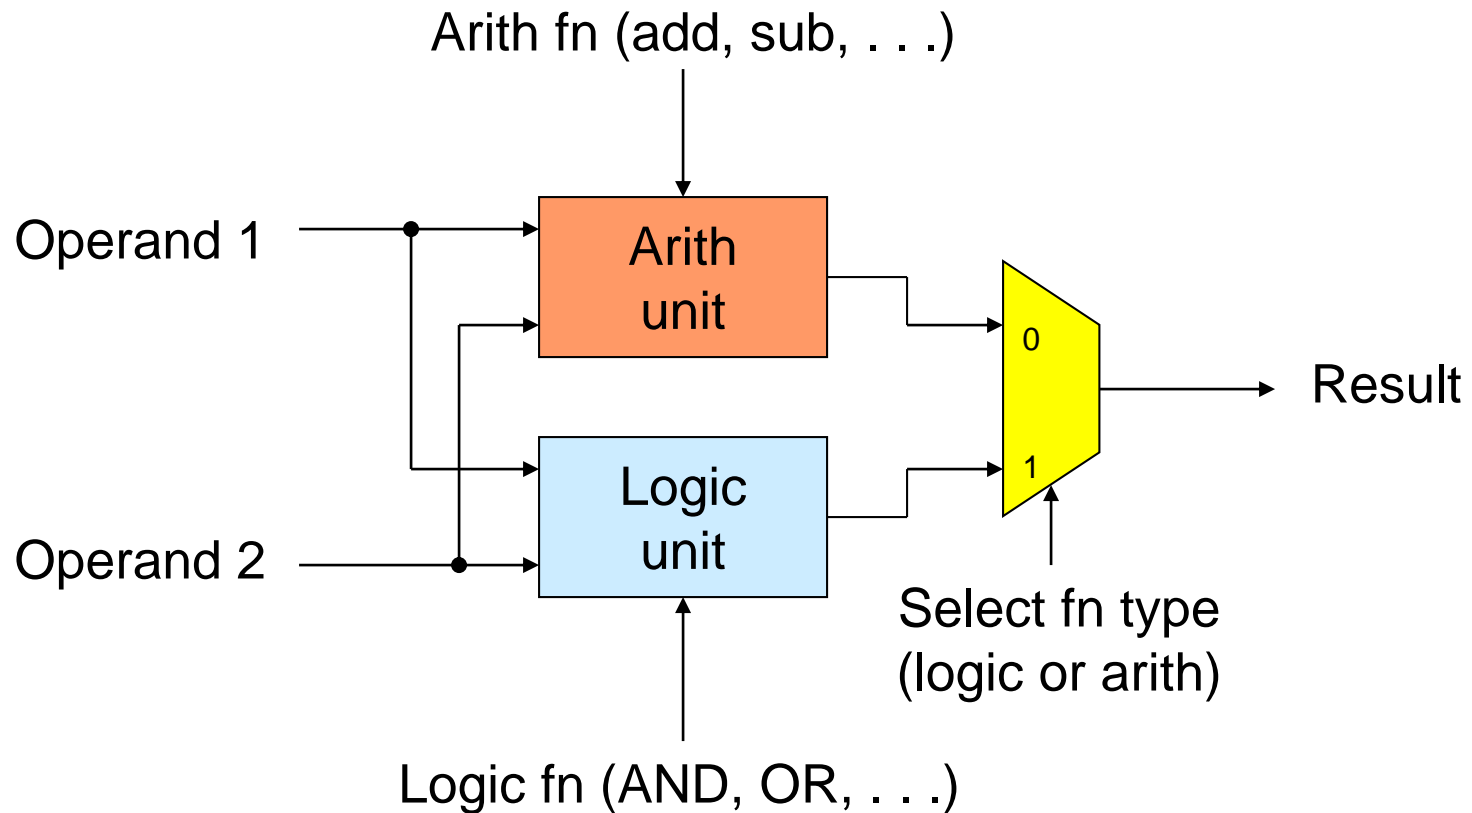 Arith fn (add, sub, . . .)
Operand 1
Arith
unit
0
Result
1
Logic
unit
Operand 2
Select fn type
(logic or arith)
Logic fn (AND, OR, . . .)